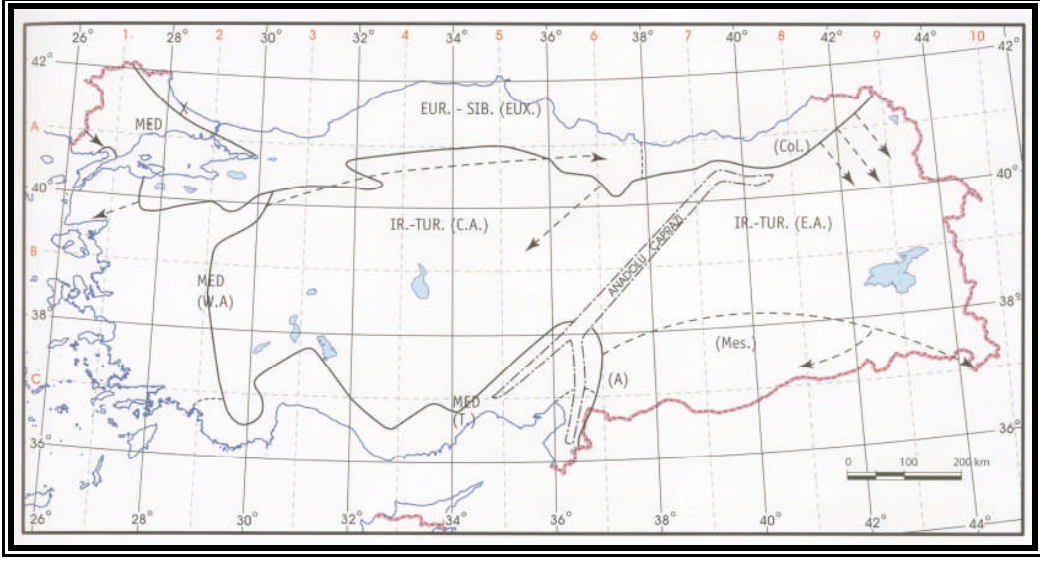 26° 1 28° 2 30° 3 32° 4 34° 5 36° 6 38° 7 40° 8 42° 9 10
42° 42°
A
MED
X
EUR. - SIB. (EUX.)
(Col.)
40° 40°
IR.-TUR. (C.A.)
IR.-TUR. (E.A.)
B
ANADOLU ÇAPRAZI
MED
(W.A)
38° 38°
(Mes.)
C
(A)
MED
(T.)
36° 36°
0 100 200 km
26° 28° 30° 32° 34° 36° 38° 40° 42° 44°